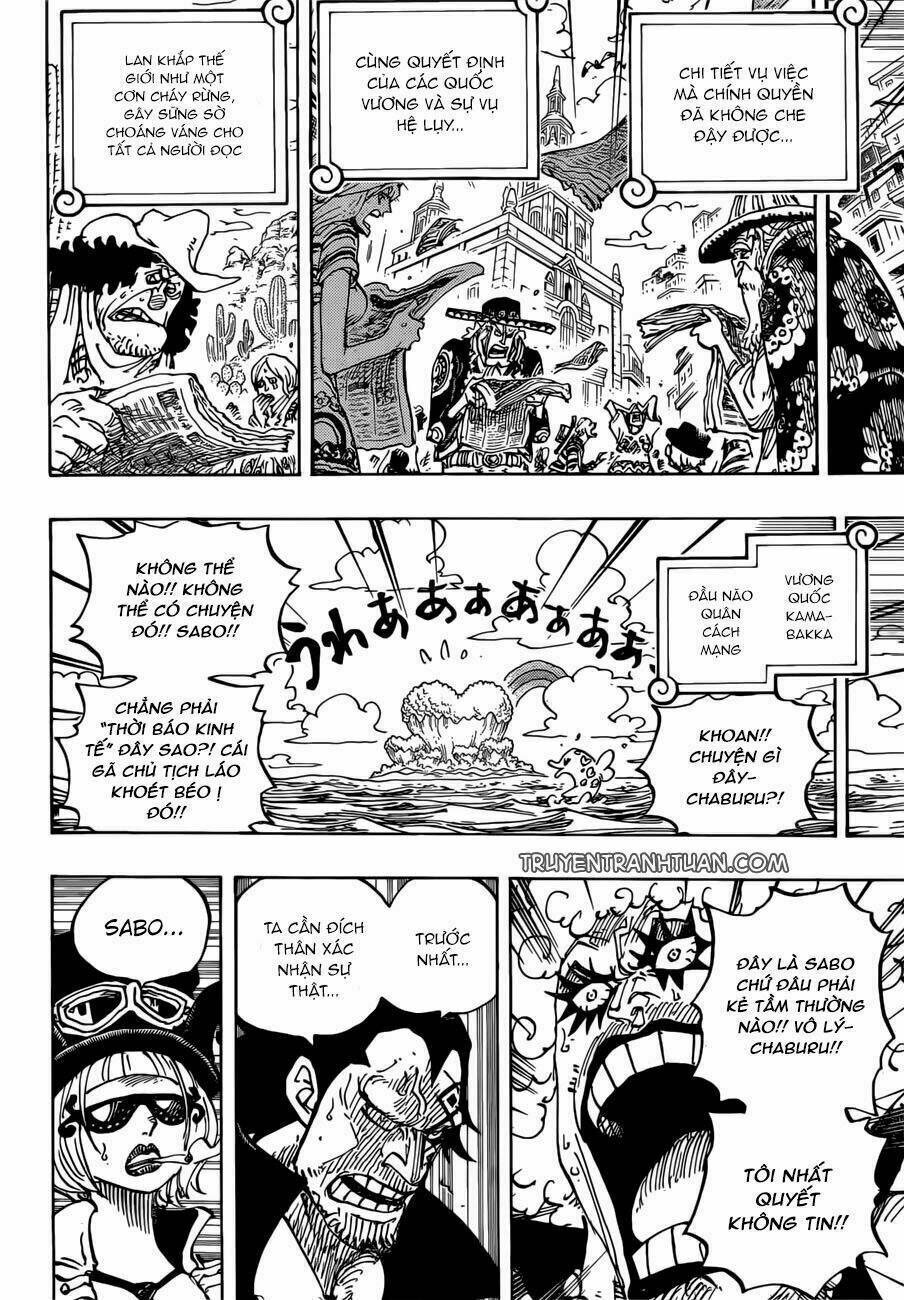 CHI TIẾT VỤ VIỆC
MÀ CHÍNH QUYỀN
ĐÃ KHÔNG CHE
ĐẬY ĐƯỢC...
CÙNG QUYẾT ĐỊNH
CỦA CÁC QUỐC
VƯƠNG VÀ SỰ VỤ
HỆ LỤY...
LAN KHẮP THẾ
GIỚI NHƯ MỘT
CƠN CHÁY RỪNG,
GÂY SỮNG SỜ
CHOÁNG VÁNG CHO
TẤT CẢ NGƯỜI ĐỌC
VƯƠNG
QUỐC
KAMA-
BAKKA
ĐẦU NÃO
QUÂN
CÁCH
MẠNG
KHOAN!!
CHUYỆN GÌ
ĐÂY-
CHABURU?!
うわぁあぁああぁぁ
KHÔNG THỂ
NÀO!! KHÔNG
THỂ CÓ CHUYỆN
ĐÓ!! SABO!!
CHẲNG PHẢI
“THỜI BÁO KINH
TẾ” ĐÂY SAO?! CÁI
GÃ CHỦ TỊCH LÁO
KHOÉT BÉO Ị
ĐÓ!!
TRUYENTRANHTUAN.COM
ĐÂY LÀ SABO
CHỨ ĐÂU PHẢI
KẺ TẦM THƯỜNG
NÀO!! VÔ LÝ-
CHABURU!!
TÔI NHẤT
QUYẾT
KHÔNG TIN!!
TRƯỚC
NHẤT...
TA CẦN ĐÍCH
THÂN XÁC
NHẬN SỰ
THẬT...
SABO...